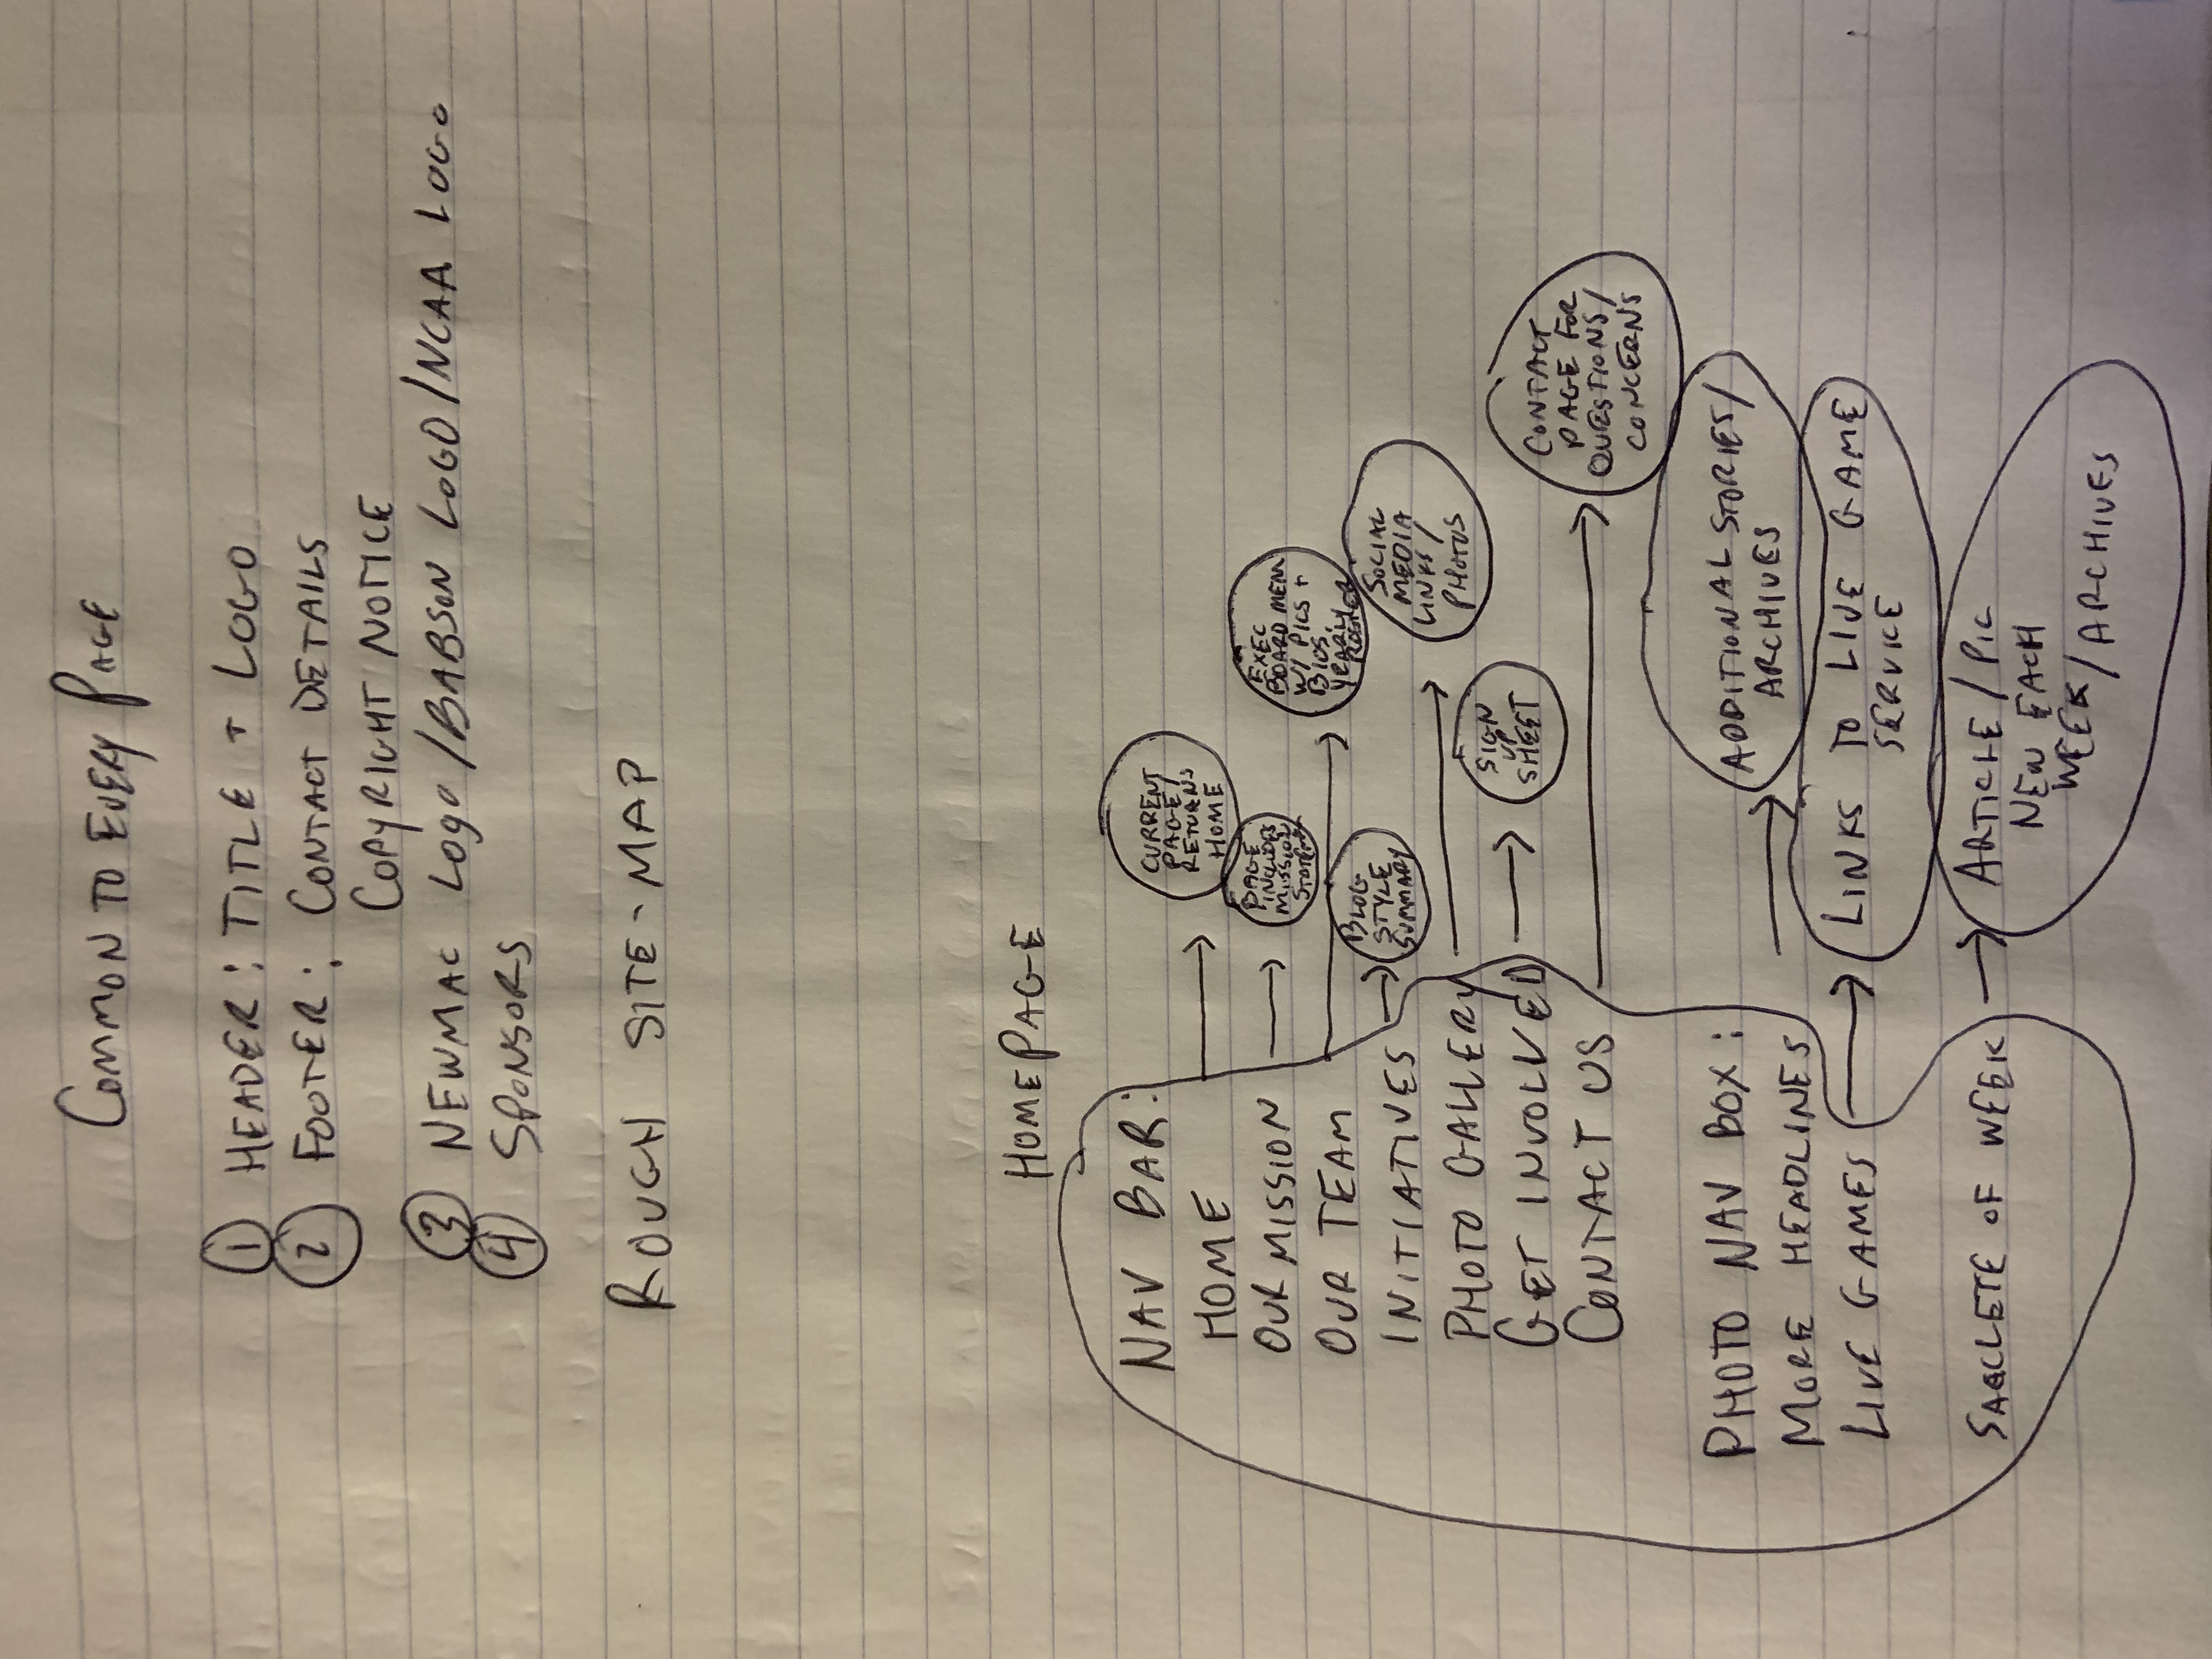 COMMON TO EVERY PAGE
① HEADER: TITLE + LOGO
② FOOTER: CONTACT DETAILS
COPYRIGHT NOTICE
③ NEWMAC LOGO/BABSON LOGO/NCAA LOGO
④ SPONSORS
ROUGH SITE-MAP
HOMEPAGE
NAV BAR:
HOME
CURRENT
PAGE/
RETURNS
HOME
OUR MISSION
PAGE
INCLUDES
MISSION
OUR TEAM
EXEC
BOARD MEM
W/ PICS +
BIOS,
YEARLY
ROSTER
INITIATIVES
BLOG
STYLE
SUMMARY
PHOTO GALLERY
SOCIAL
MEDIA
LINKS/
PHOTOS
GET INVOLVED
SIGN
UP
SHEET
CONTACT US
CONTACT
PAGE FOR
QUESTIONS/
CONCERNS
PHOTO NAV BOX:
MORE HEADLINES
ADDITIONAL STORIES/
ARCHIVES
LIVE GAMES
LINKS TO LIVE GAME
SERVICE
OF WEEK
ARTICLE/PIC
NEW EACH
WEEK/ARCHIVES